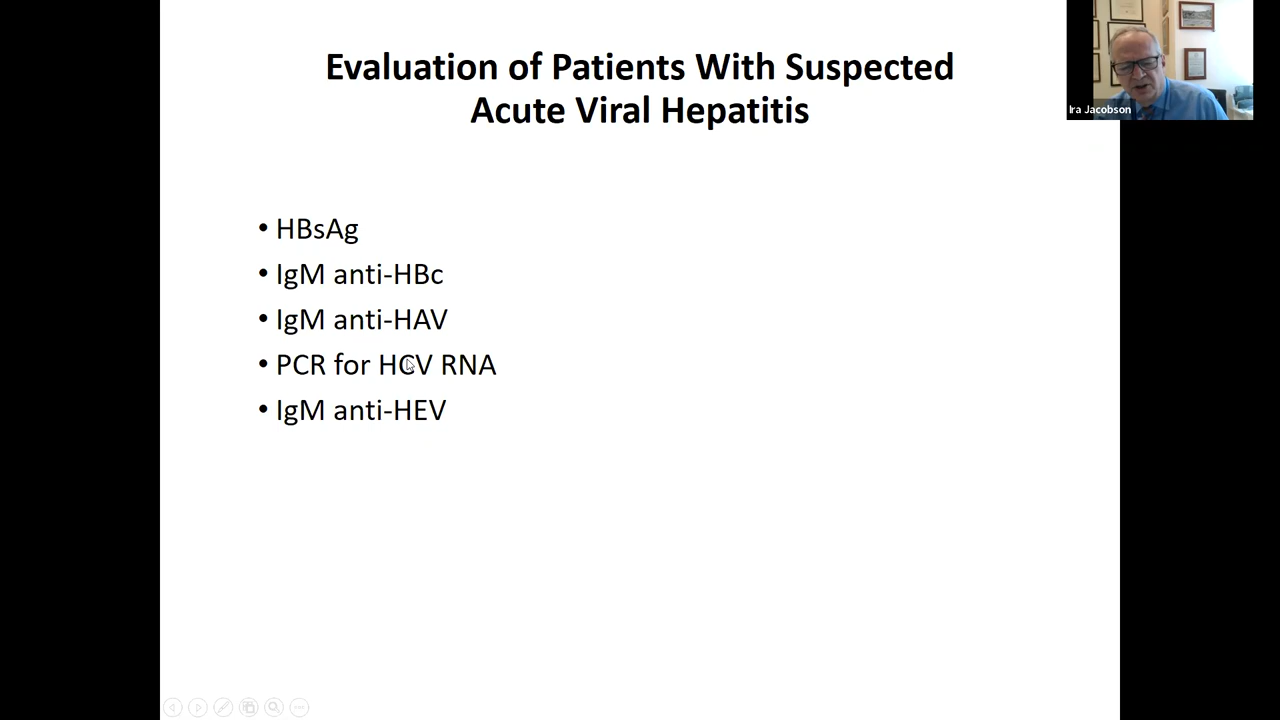 Evaluation of Patients With Suspected
Acute Viral Hepatitis
Ira Jacobson
• HBsAg
• IgM anti-HBc
• IgM anti-HAV
• PCR for HCV RNA
• IgM anti-HEV